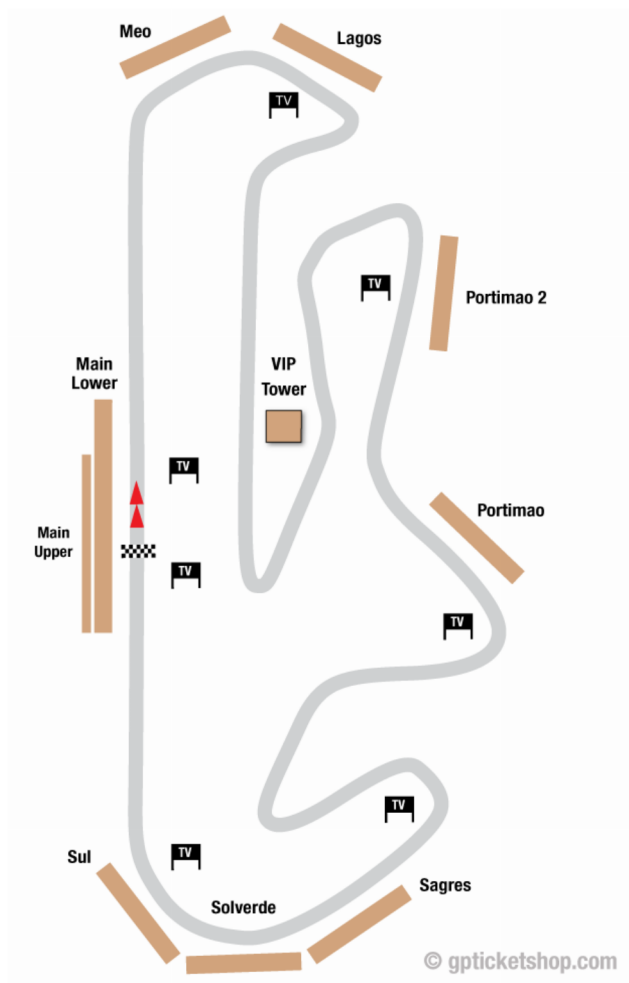 Meo
Lagos
TV
TV
Portimao 2
Main
Lower
VIP
Tower
TV
Portimao
Main
Upper
TV
TV
TV
TV
Sul
Sagres
Solverde
© gpticketshop.com